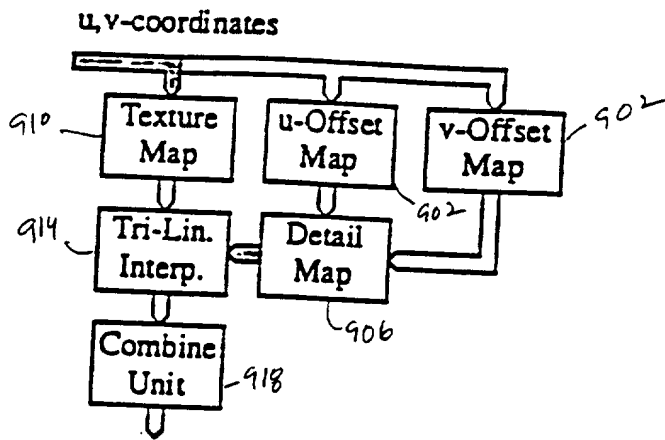 u,v-coordinates
910
Texture
Map
u-Offset
Map
902
v-Offset
Map
902
914
Tri-Lin.
Interp.
Detail
Map
906
Combine
Unit
918